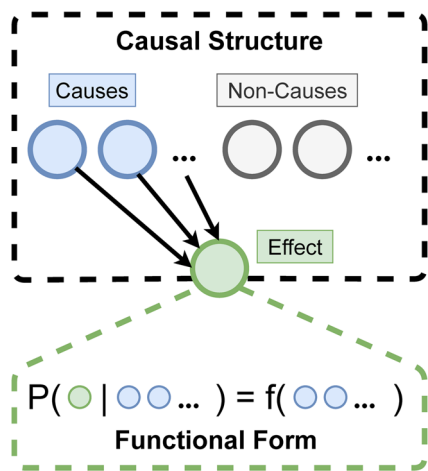 Causal Structure
Causes
Non-Causes
... ...
Effect
P( | ... ) = f( ... )
Functional Form